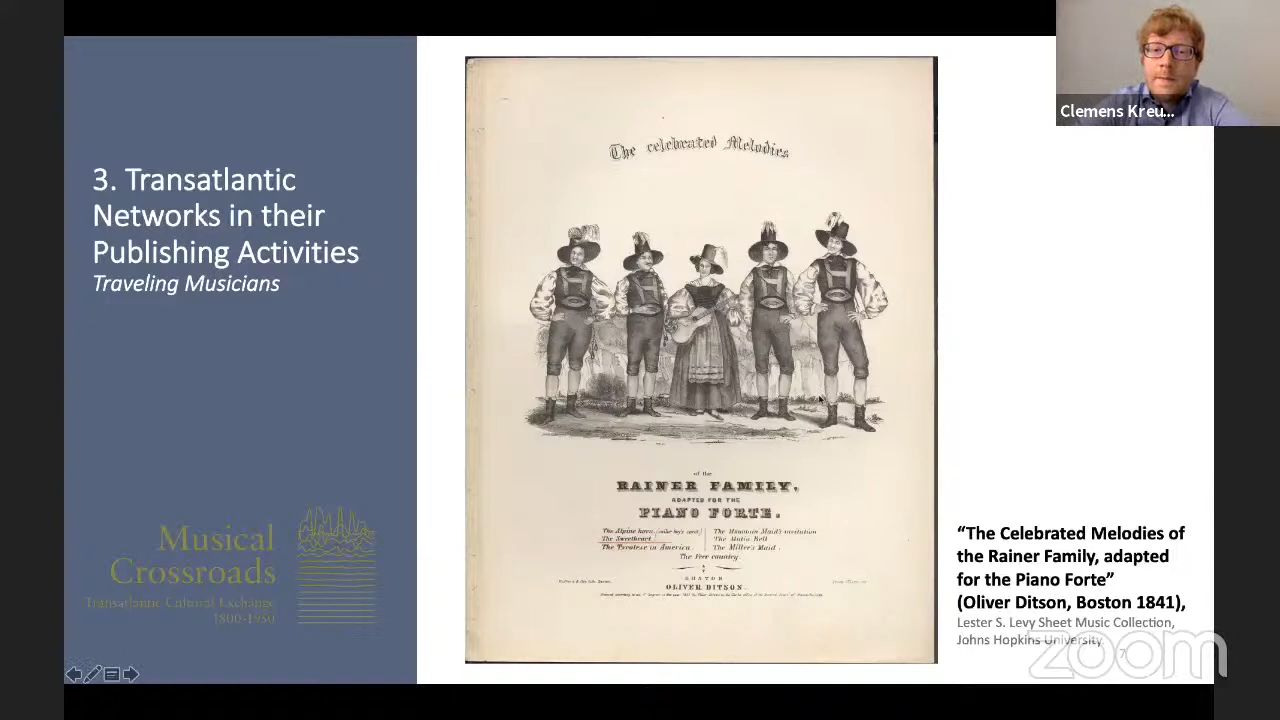 Clemens Kreu...
3. Transatlantic
Networks in their
Publishing Activities
Traveling Musicians
Musical
Crossroads
Transatlantic Cultural Exchange
1800-1950
The celebrated Melodies
of the
RAINER FAMILY.
ADAPTED FOR THE
PIANO FORTE.
The Alpine horn.
The Sweetheart
The Tyrolese in America.
The Mountain Maid's invitation
The Matin Bell
The Miller's Maid.
The Free country.
BOSTON
OLIVER DITSON.
“The Celebrated Melodies of
the Rainer Family, adapted
for the Piano Forte”
(Oliver Ditson, Boston 1841),
Lester S. Levy Sheet Music Collection,
Johns Hopkins University.
7
zoom